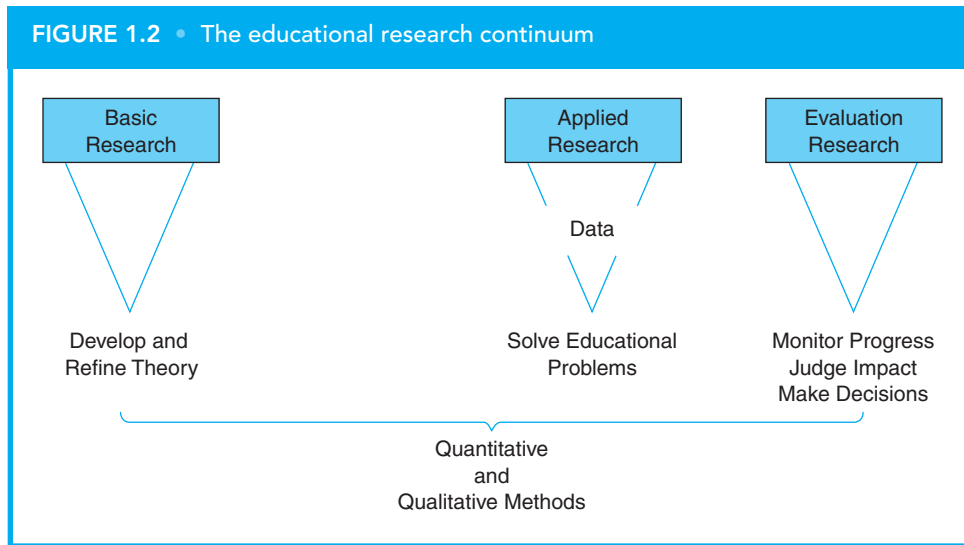 FIGURE 1.2 • The educational research continuum
Basic
Research
Applied
Research
Evaluation
Research
Data
Develop and
Refine Theory
Solve Educational
Problems
Monitor Progress
Judge Impact
Make Decisions
Quantitative
and
Qualitative Methods